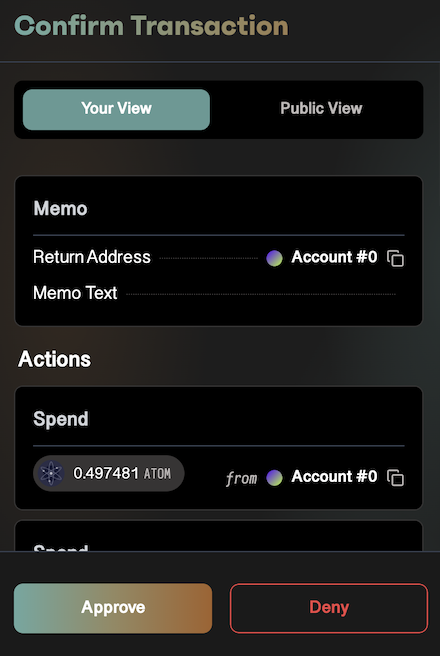 Confirm Transaction
Your View Public View
Memo
Return Address Account #0
Memo Text
Actions
Spend
0.497481 ATOM from Account #0
Spend
Approve Deny